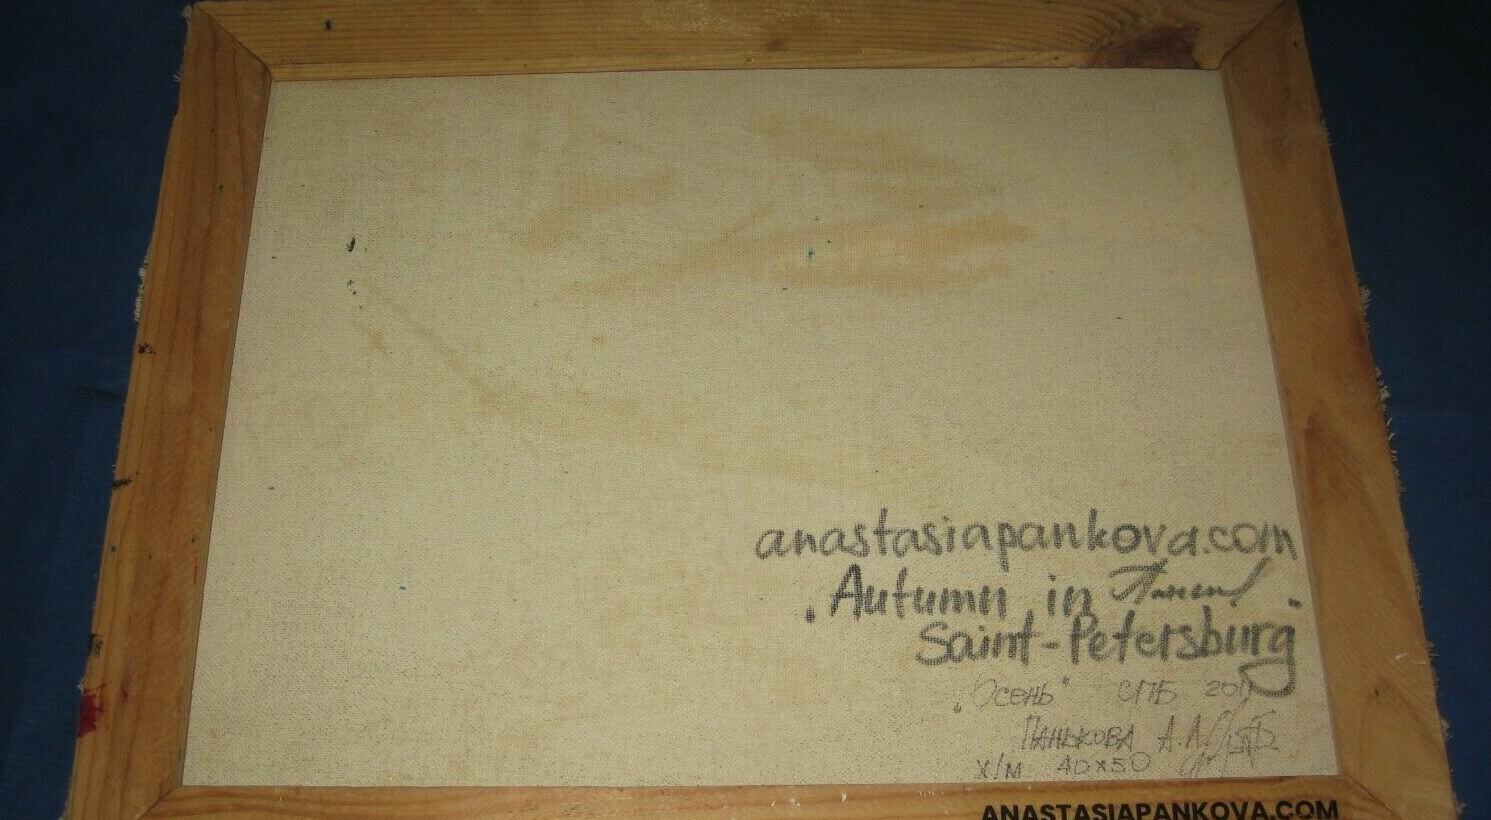 anastasiapankova.com
„Autumn in
Saint-Petersburg"
„Осень" СПБ
Панькова А.А.
Х/м 40х50
ANASTASIAPANKOVA.COM